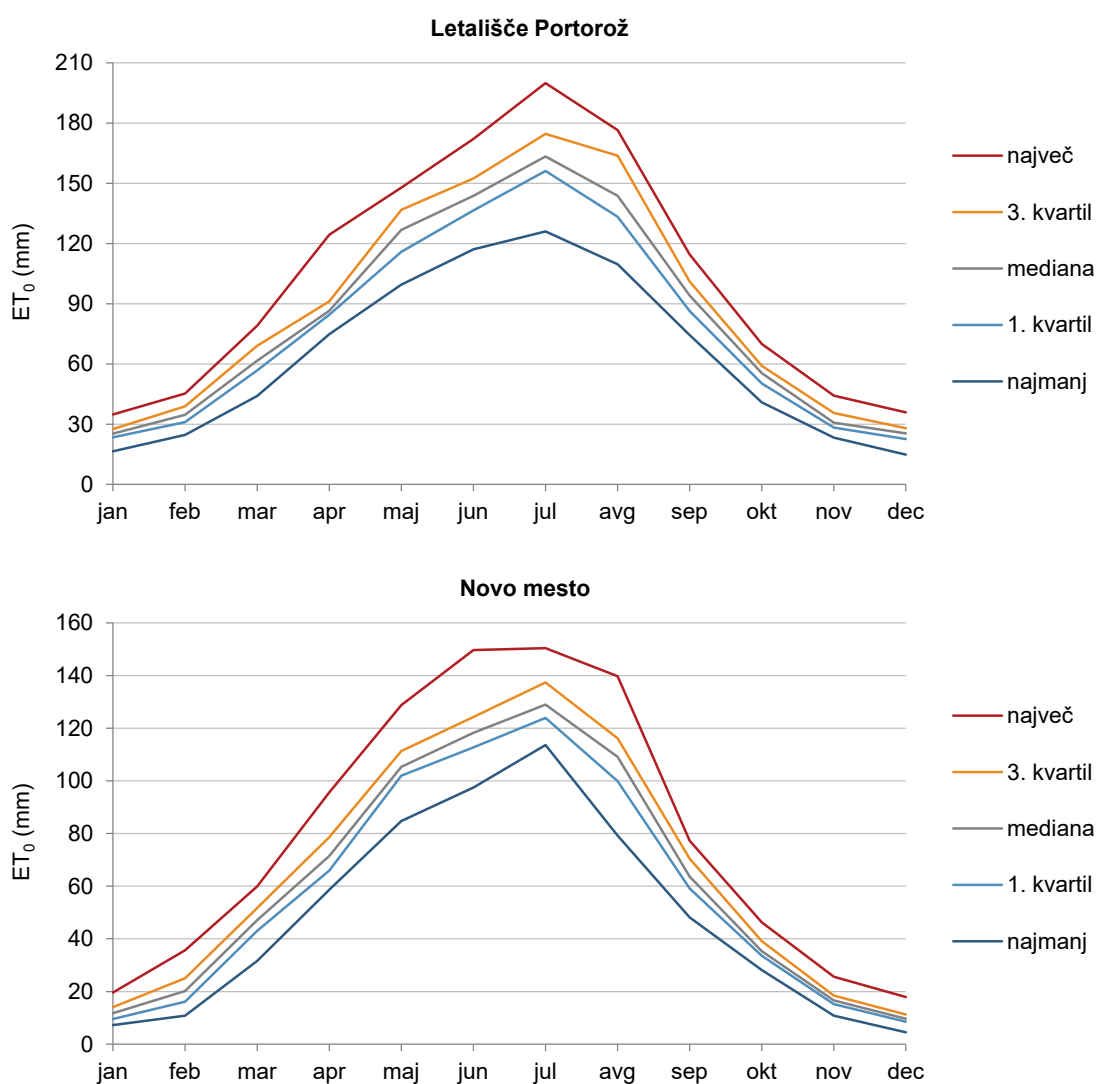 Letališče Portorož
ET₀ (mm)
210
180
150
120
90
60
30
0
jan feb mar apr maj jun jul avg sep okt nov dec
največ
3. kvartil
mediana
1. kvartil
najmanj
Novo mesto
ET₀ (mm)
160
140
120
100
80
60
40
20
0
jan feb mar apr maj jun jul avg sep okt nov dec
največ
3. kvartil
mediana
1. kvartil
najmanj